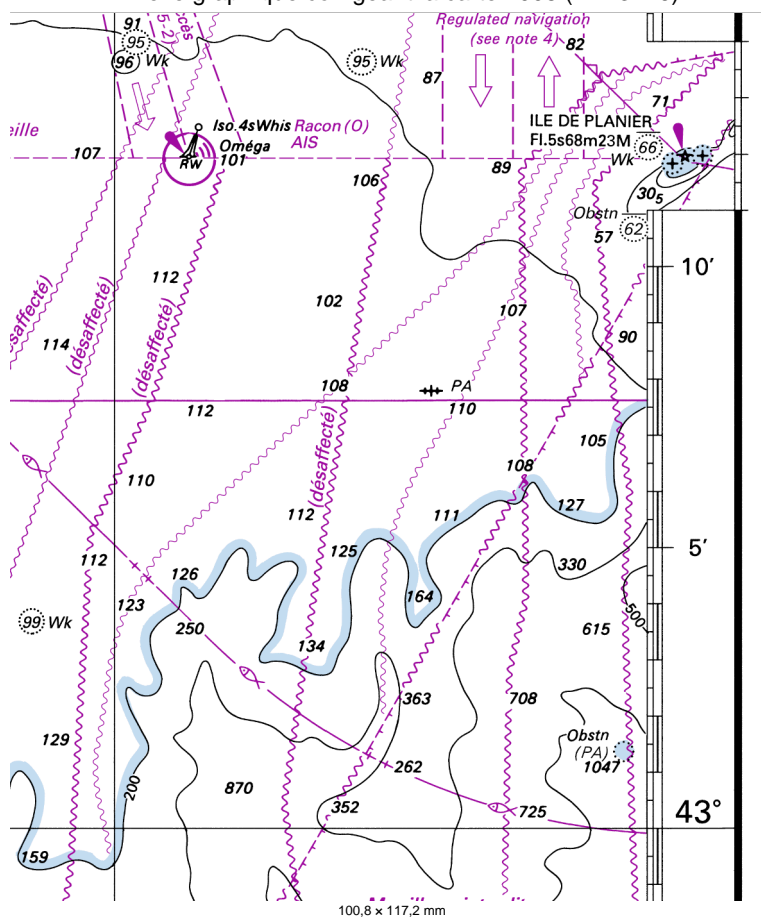 91
95
96 Wk
95 Wk
Regulated navigation
(see note 4)
82
87
71
ILE DE PLANIER
Fl.5s68m23M
66
Wk
Iso.4sWhis Racon (O)
AIS
Oméga
RW
101
107
106
89
30₅
Obstn
62
57
10'
112
102
107
90
114
(désaffecté)
(désaffecté)
108
PA
112
110
105
(désaffecté)
110
108
127
112
111
5'
125
330
112
126
164
123
500
99 Wk
250
615
134
363
708
129
Obstn
(PA)
1047
262
200
870
352
725
43°
159
100,8 × 117,2 mm